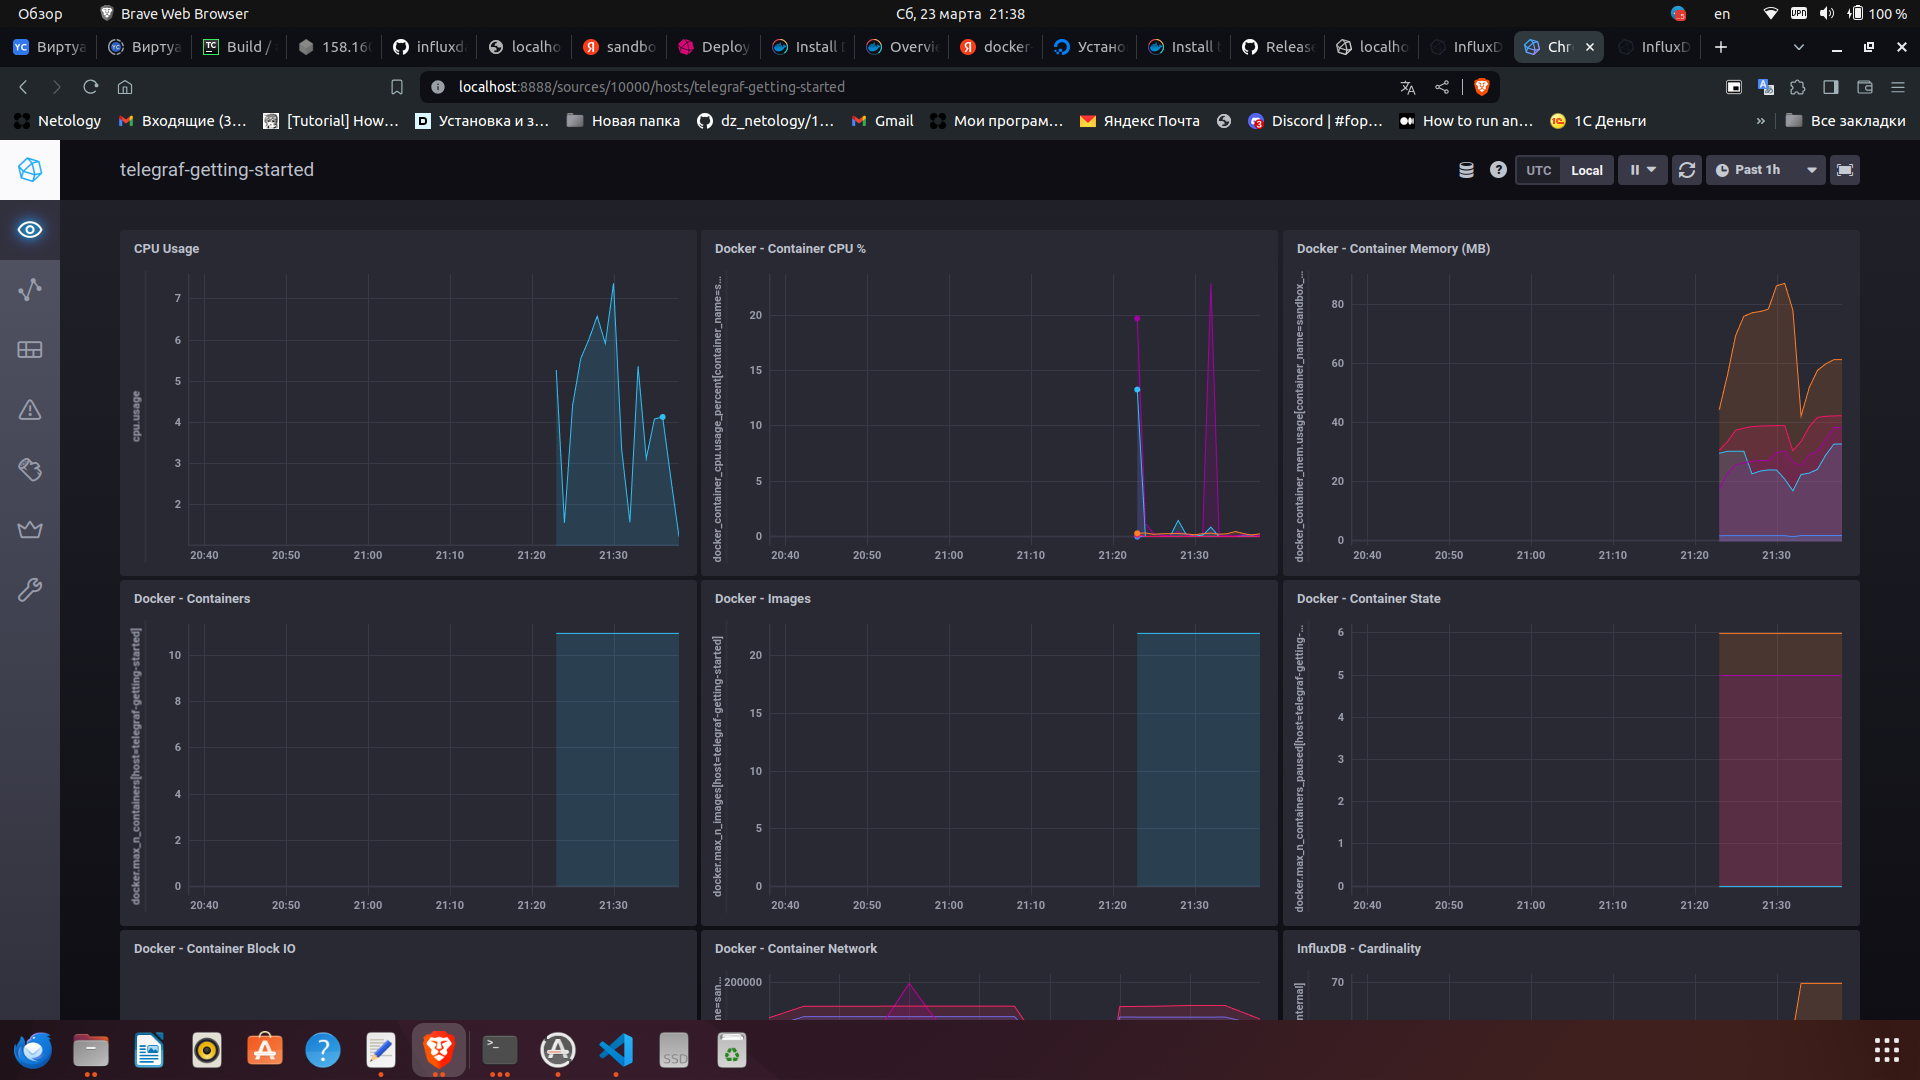 Обзор Brave Web Browser Сб, 23 марта 21:38 en VPN 100 %
YC Виртуа Виртуа TC Build / 158.160 influxd localho Я sandbo Deploy Install D Overvi Я docker- Устано Install t Release localho InfluxD Chr InfluxD
localhost:8888/sources/10000/hosts/telegraf-getting-started
Netology Входящие (3... [Tutorial] How... Установка и з... Новая папка dz_netology/1... Gmail Мои програм... Яндекс Почта Discord | #fop... How to run an... 1С Деньги » Все закладки
telegraf-getting-started UTC Local Past 1h
CPU Usage
cpu.usage
7
6
5
4
3
2
20:40 20:50 21:00 21:10 21:20 21:30
Docker - Container CPU %
docker_container_cpu.usage_percent[container_name=s...
20
15
10
5
0
20:40 20:50 21:00 21:10 21:20 21:30
Docker - Container Memory (MB)
docker_container_mem.usage[container_name=sandbox_...
80
60
40
20
0
20:40 20:50 21:00 21:10 21:20 21:30
Docker - Containers
docker.max_n_containers[host=telegraf-getting-started]
10
8
6
4
2
0
20:40 20:50 21:00 21:10 21:20 21:30
Docker - Images
docker.max_n_images[host=telegraf-getting-started]
20
15
10
5
0
20:40 20:50 21:00 21:10 21:20 21:30
Docker - Container State
docker.max_n_containers_paused[host=telegraf-getting-...
6
5
4
3
2
1
0
20:40 20:50 21:00 21:10 21:20 21:30
Docker - Container Block IO
Docker - Container Network
200000
InfluxDB - Cardinality
70
SSD